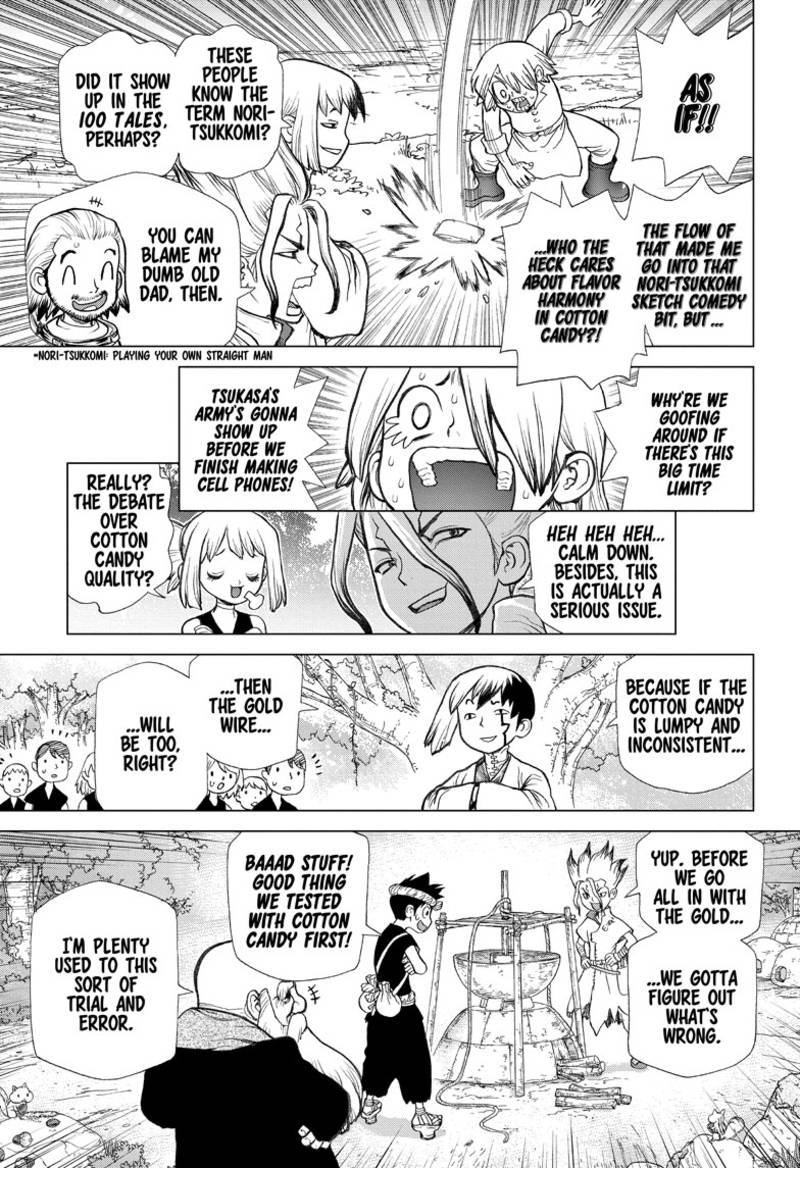 AS
IF!!
THE FLOW OF
THAT MADE ME
GO INTO THAT
NORI-TSUKKOMI
SKETCH COMEDY
BIT, BUT ...
...WHO THE
HECK CARES
ABOUT FLAVOR
HARMONY
IN COTTON
CANDY?!
THESE
PEOPLE
KNOW THE
TERM NORI-
TSUKKOMI?
DID IT SHOW
UP IN THE
100 TALES,
PERHAPS?
YOU CAN
BLAME MY
DUMB OLD
DAD, THEN.
*NORI-TSUKKOMI: PLAYING YOUR OWN STRAIGHT MAN
WHY'RE WE
GOOFING
AROUND IF
THERE'S THIS
BIG TIME
LIMIT?
TSUKASA'S
ARMY'S GONNA
SHOW UP
BEFORE WE
FINISH MAKING
CELL PHONES!
HEH HEH HEH...
CALM DOWN.
BESIDES, THIS
IS ACTUALLY A
SERIOUS ISSUE.
REALLY?
THE DEBATE
OVER
COTTON
CANDY
QUALITY?
BECAUSE IF THE
COTTON CANDY
IS LUMPY AND
INCONSISTENT...
...THEN
THE GOLD
WIRE...
...WILL
BE TOO,
RIGHT?
YUP. BEFORE
WE GO
ALL IN WITH
THE GOLD...
...WE GOTTA
FIGURE OUT
WHAT'S
WRONG.
BAAAD STUFF!
GOOD THING
WE TESTED
WITH COTTON
CANDY FIRST!
I'M PLENTY
USED TO THIS
SORT OF
TRIAL AND
ERROR.